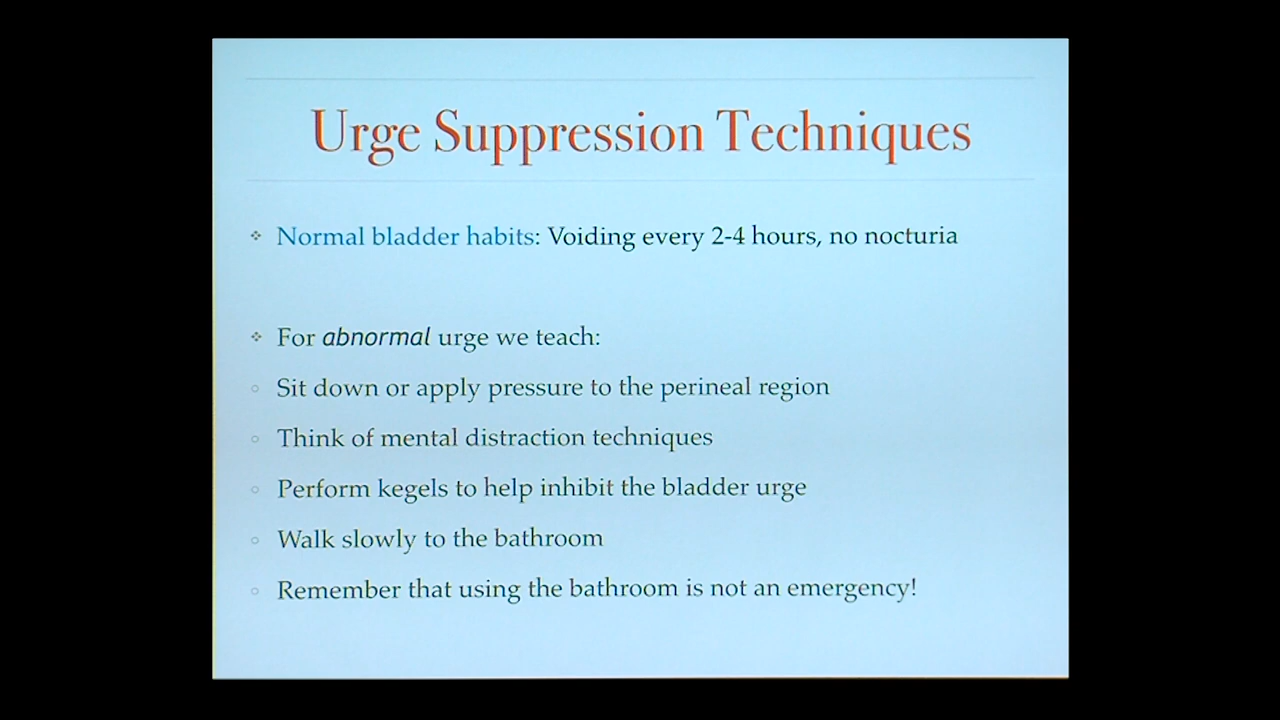 Urge Suppression Techniques
Normal bladder habits: Voiding every 2-4 hours, no nocturia
For abnormal urge we teach:
Sit down or apply pressure to the perineal region
Think of mental distraction techniques
Perform kegels to help inhibit the bladder urge
Walk slowly to the bathroom
Remember that using the bathroom is not an emergency!